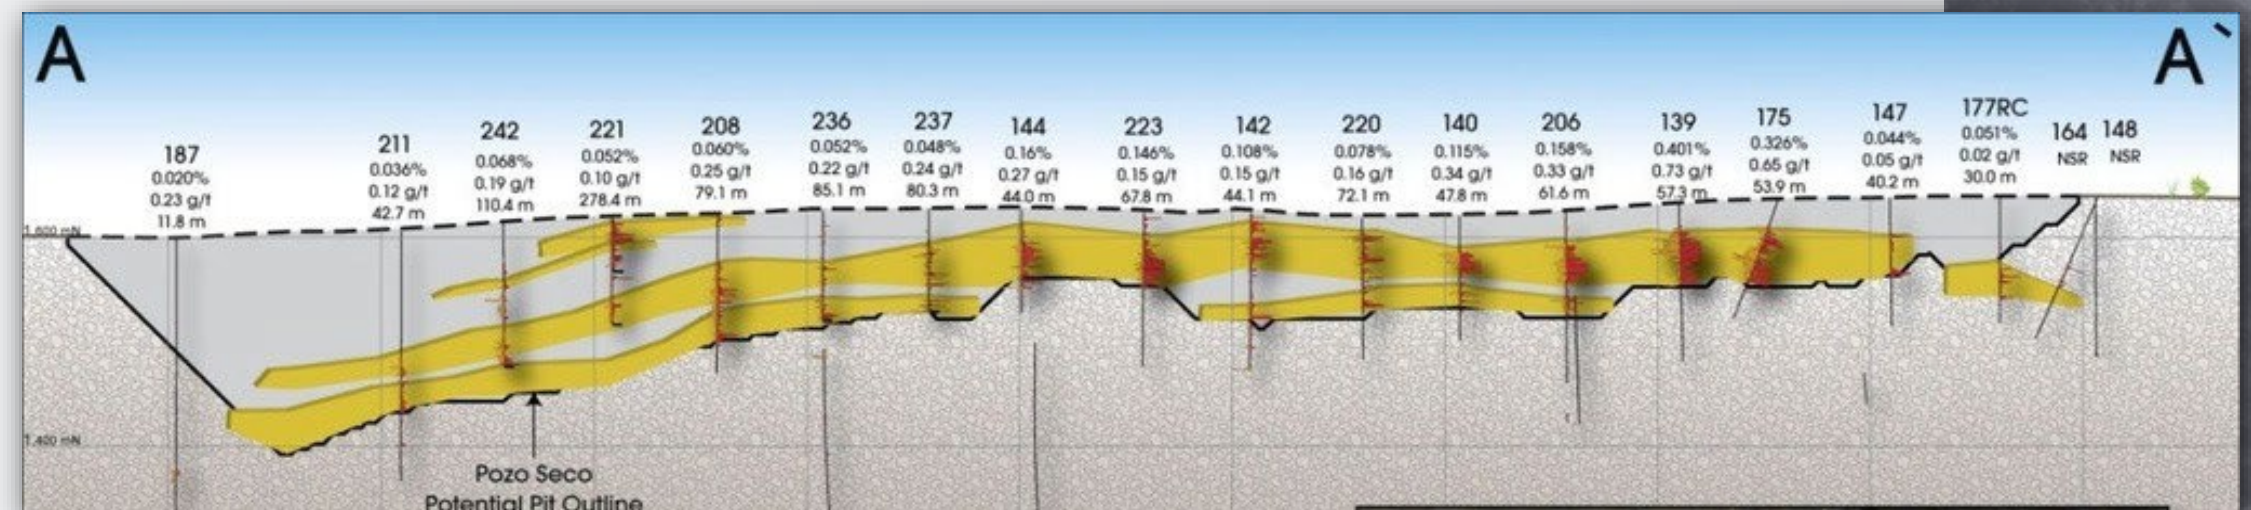 A
A`
187
0.020%
0.23 g/t
11.8 m
211
0.036%
0.12 g/t
42.7 m
242
0.068%
0.19 g/t
110.4 m
221
0.052%
0.10 g/t
278.4 m
208
0.060%
0.25 g/t
79.1 m
236
0.052%
0.22 g/t
85.1 m
237
0.048%
0.24 g/t
80.3 m
144
0.16%
0.27 g/t
44.0 m
223
0.146%
0.15 g/t
67.8 m
142
0.108%
0.15 g/t
44.1 m
220
0.078%
0.16 g/t
72.1 m
140
0.115%
0.34 g/t
47.8 m
206
0.158%
0.33 g/t
61.6 m
139
0.401%
0.73 g/t
57.3 m
175
0.326%
0.65 g/t
53.9 m
147
0.044%
0.05 g/t
40.2 m
177RC
0.051%
0.02 g/t
30.0 m
164
NSR
148
NSR
1,600 mN
1,400 mN
Pozo Seco
Potential Pit Outline